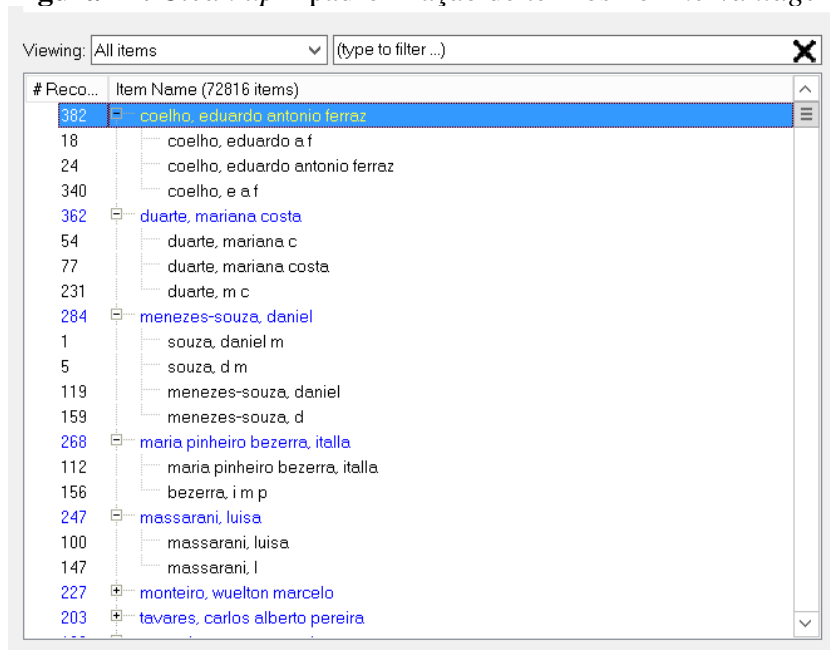 Viewing: All items (type to filter ...)
# Reco... Item Name (72816 items)
382 coelho, eduardo antonio ferraz
18 coelho, eduardo a f
24 coelho, eduardo antonio ferraz
340 coelho, e a f
362 duarte, mariana costa
54 duarte, mariana c
77 duarte, mariana costa
231 duarte, m c
284 menezes-souza, daniel
1 souza, daniel m
5 souza, d m
119 menezes-souza, daniel
159 menezes-souza, d
268 maria pinheiro bezerra, italla
112 maria pinheiro bezerra, italla
156 bezerra, i m p
247 massarani, luisa
100 massarani, luisa
147 massarani, l
227 monteiro, wuelton marcelo
203 tavares, carlos alberto pereira